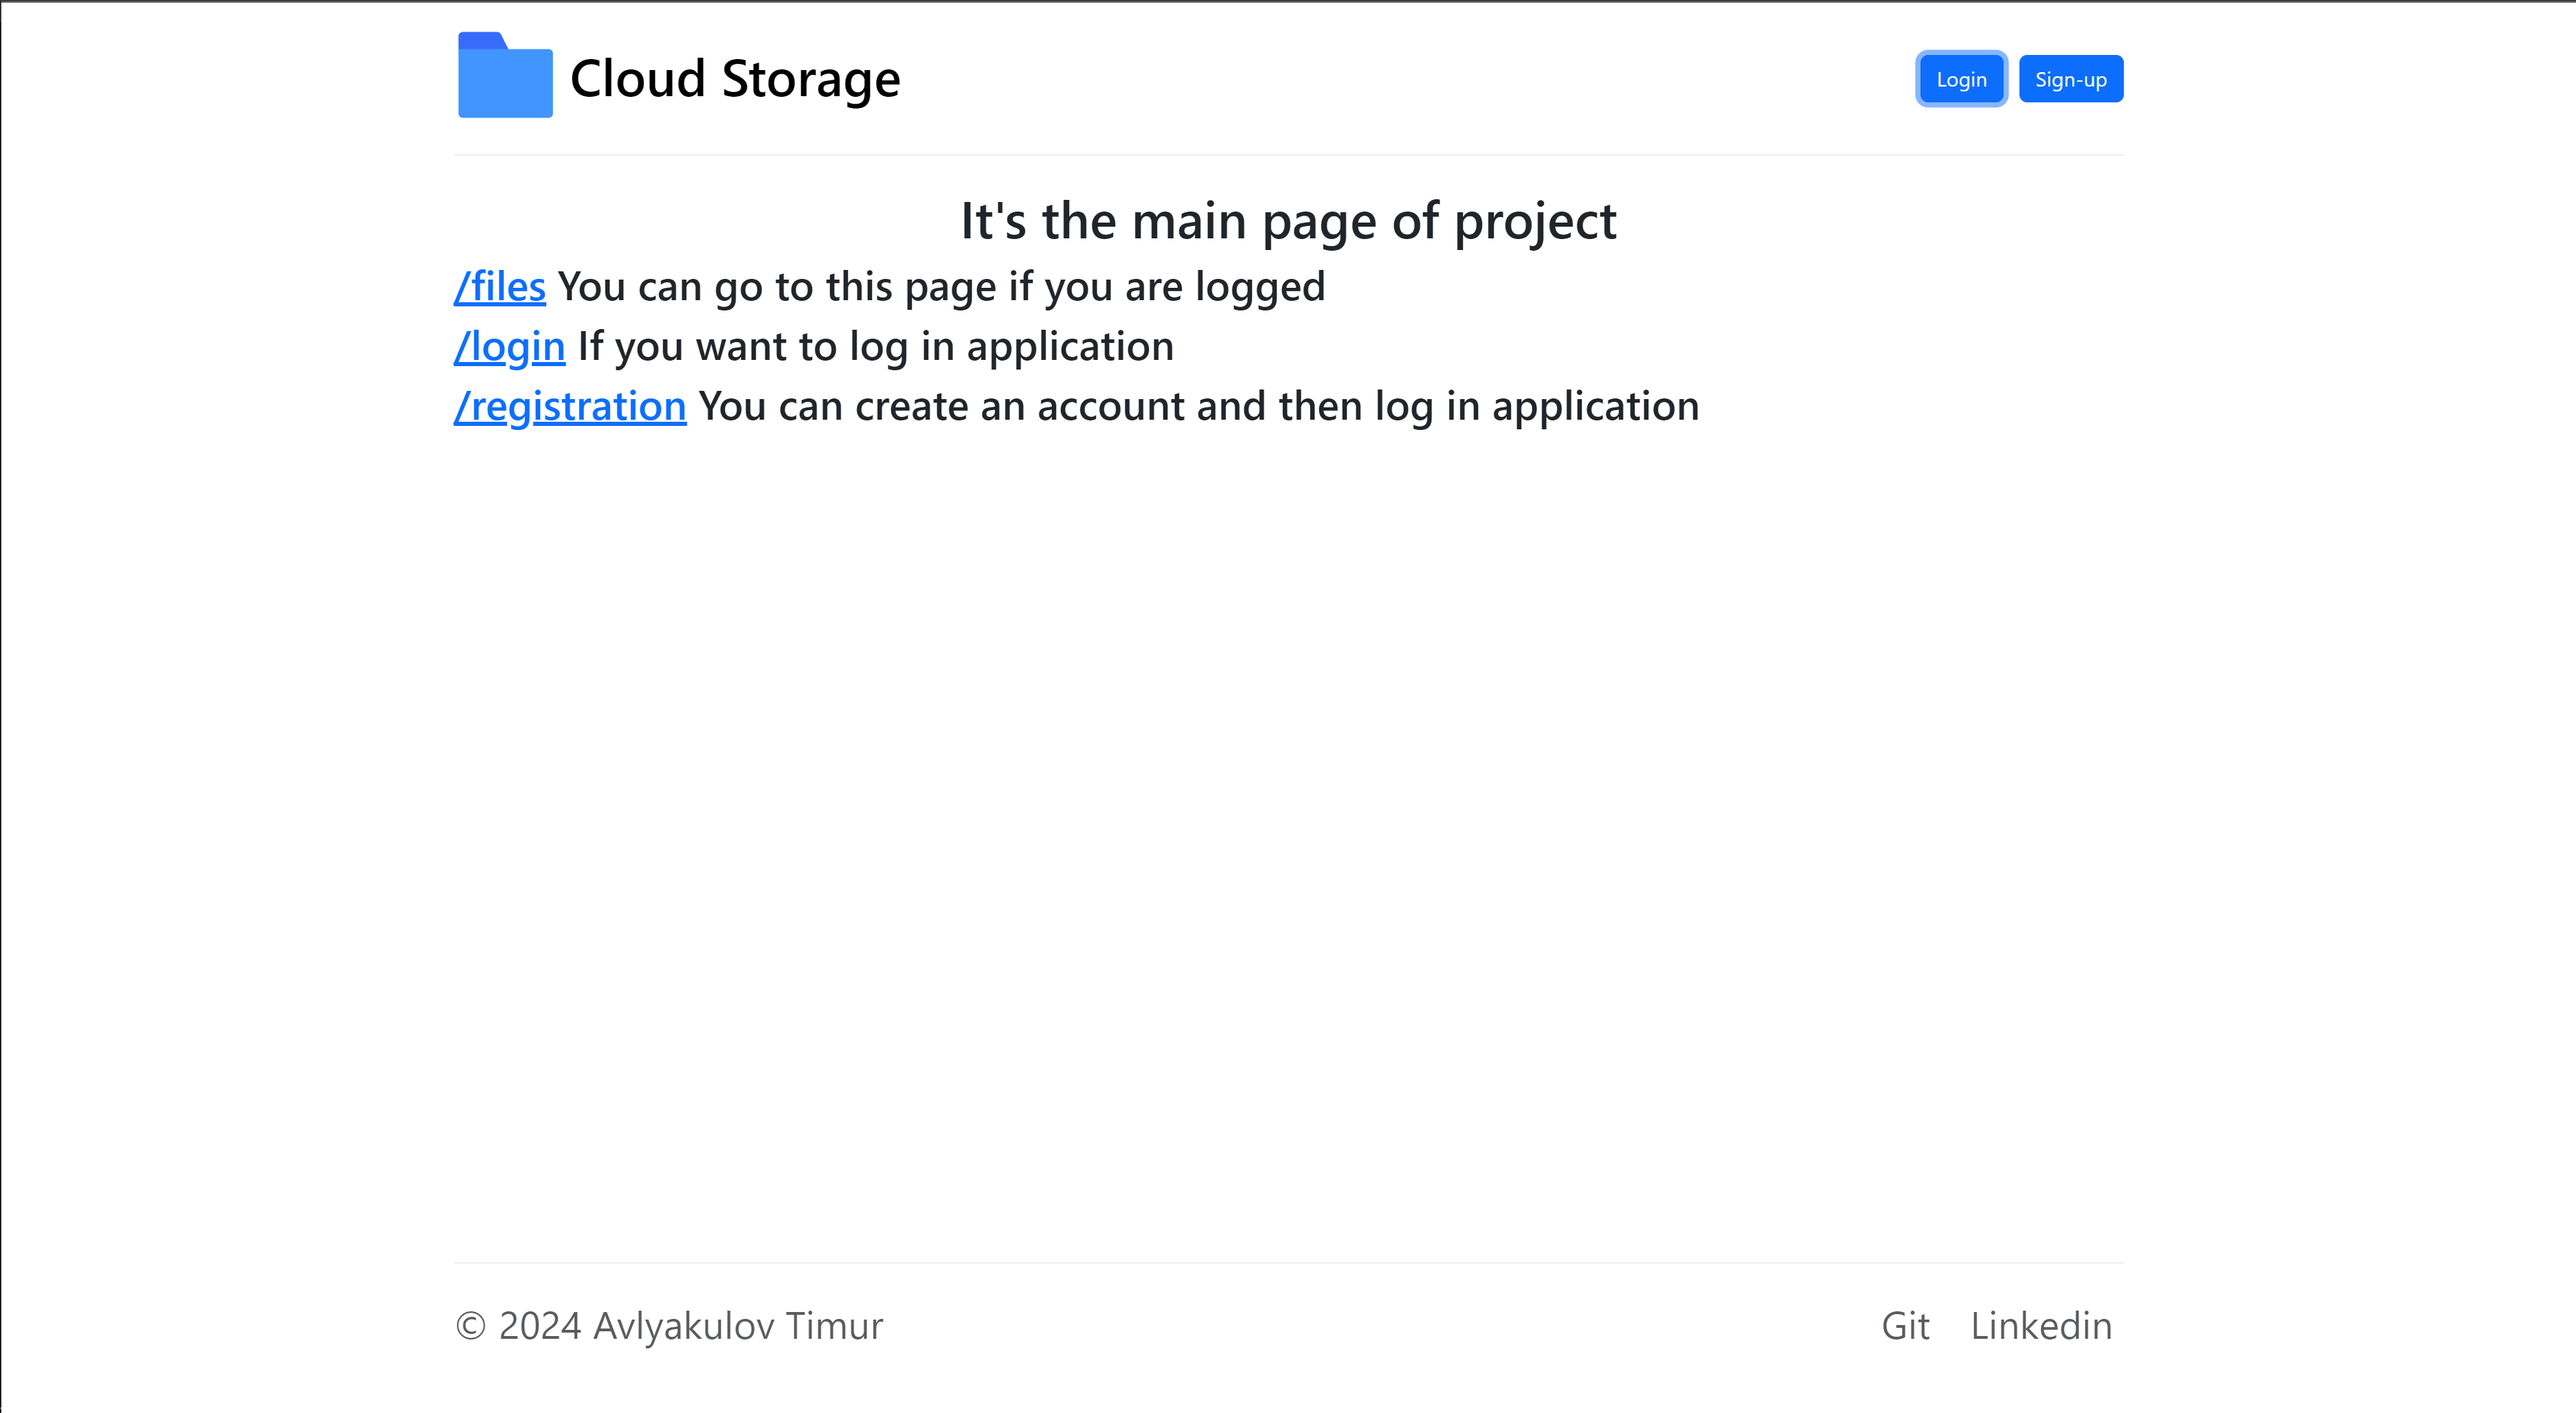 Cloud Storage
Login Sign-up
It's the main page of project
/files You can go to this page if you are logged
/login If you want to log in application
/registration You can create an account and then log in application
© 2024 Avlyakulov Timur
Git Linkedin